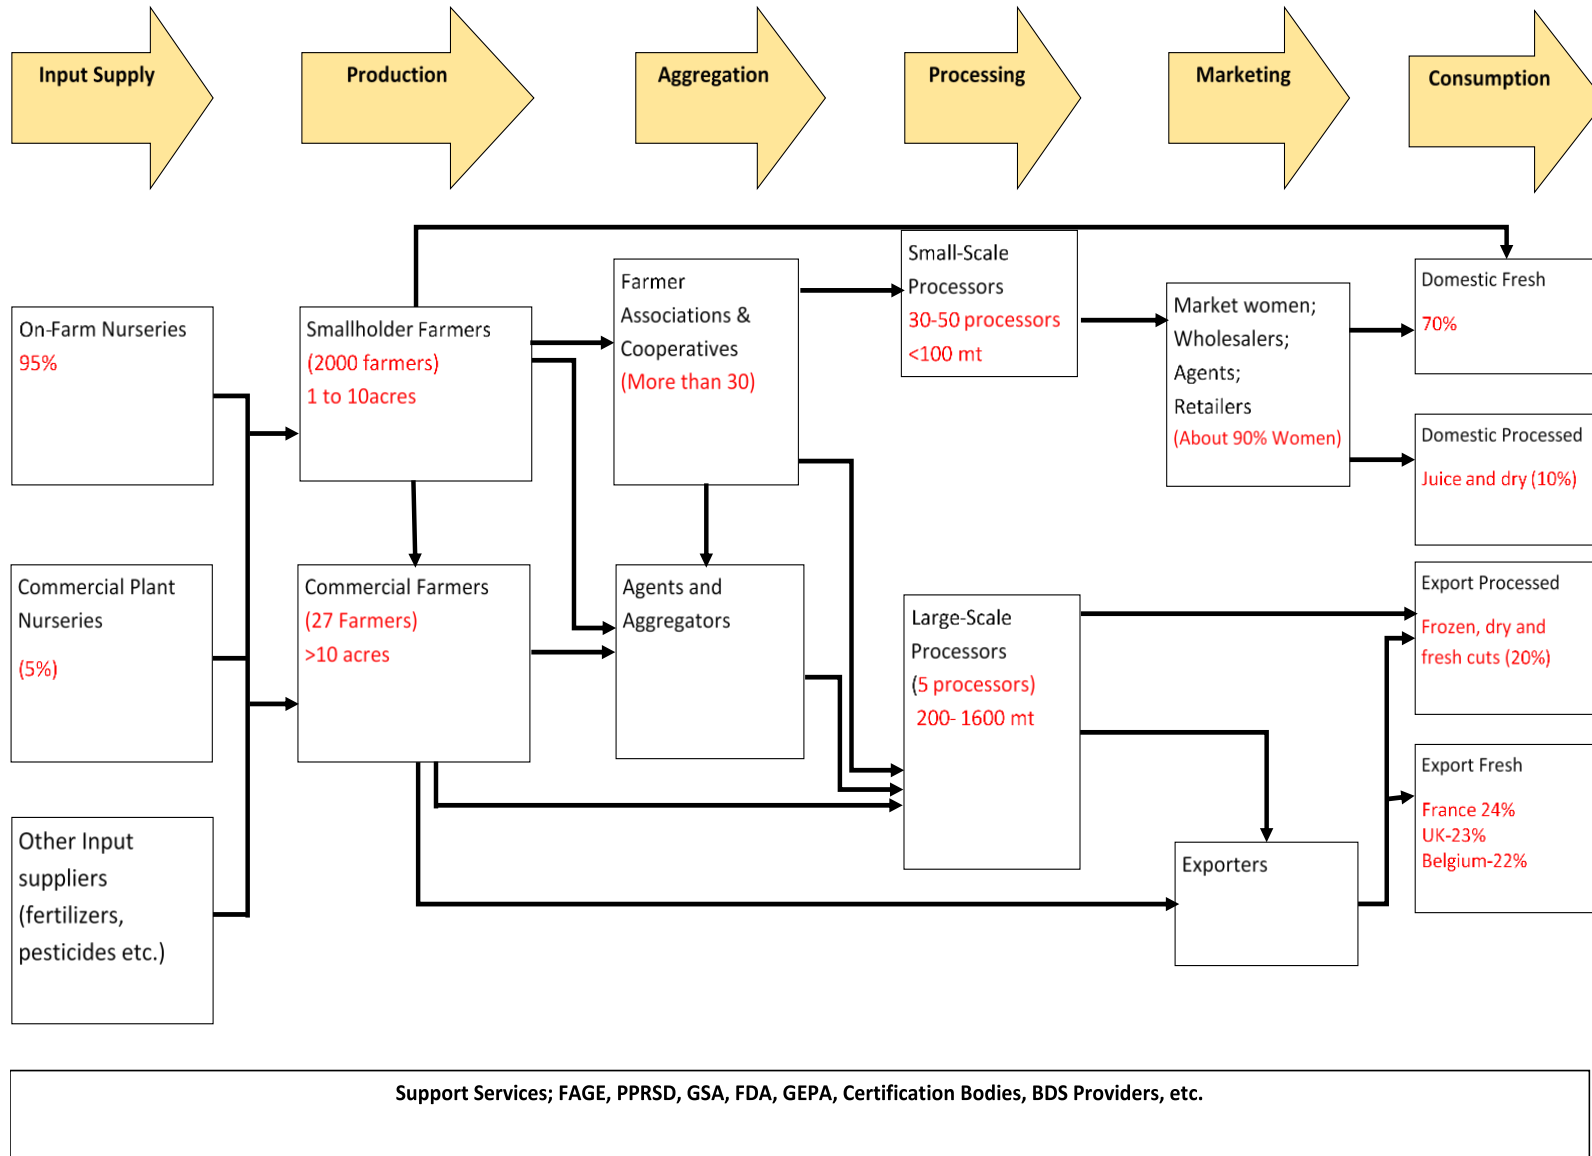 Input Supply
Production
Aggregation
Processing
Marketing
Consumption
On-Farm Nurseries
95%
Commercial Plant
Nurseries
(5%)
Other Input
suppliers
(fertilizers,
pesticides etc.)
Smallholder Farmers
(2000 farmers)
1 to 10acres
Commercial Farmers
(27 Farmers)
>10 acres
Farmer
Associations &
Cooperatives
(More than 30)
Agents and
Aggregators
Small-Scale
Processors
30-50 processors
<100 mt
Large-Scale
Processors
(5 processors)
200- 1600 mt
Market women;
Wholesalers;
Agents;
Retailers
(About 90% Women)
Exporters
Domestic Fresh
70%
Domestic Processed
Juice and dry (10%)
Export Processed
Frozen, dry and
fresh cuts (20%)
Export Fresh
France 24%
UK-23%
Belgium-22%
Support Services; FAGE, PPRSD, GSA, FDA, GEPA, Certification Bodies, BDS Providers, etc.